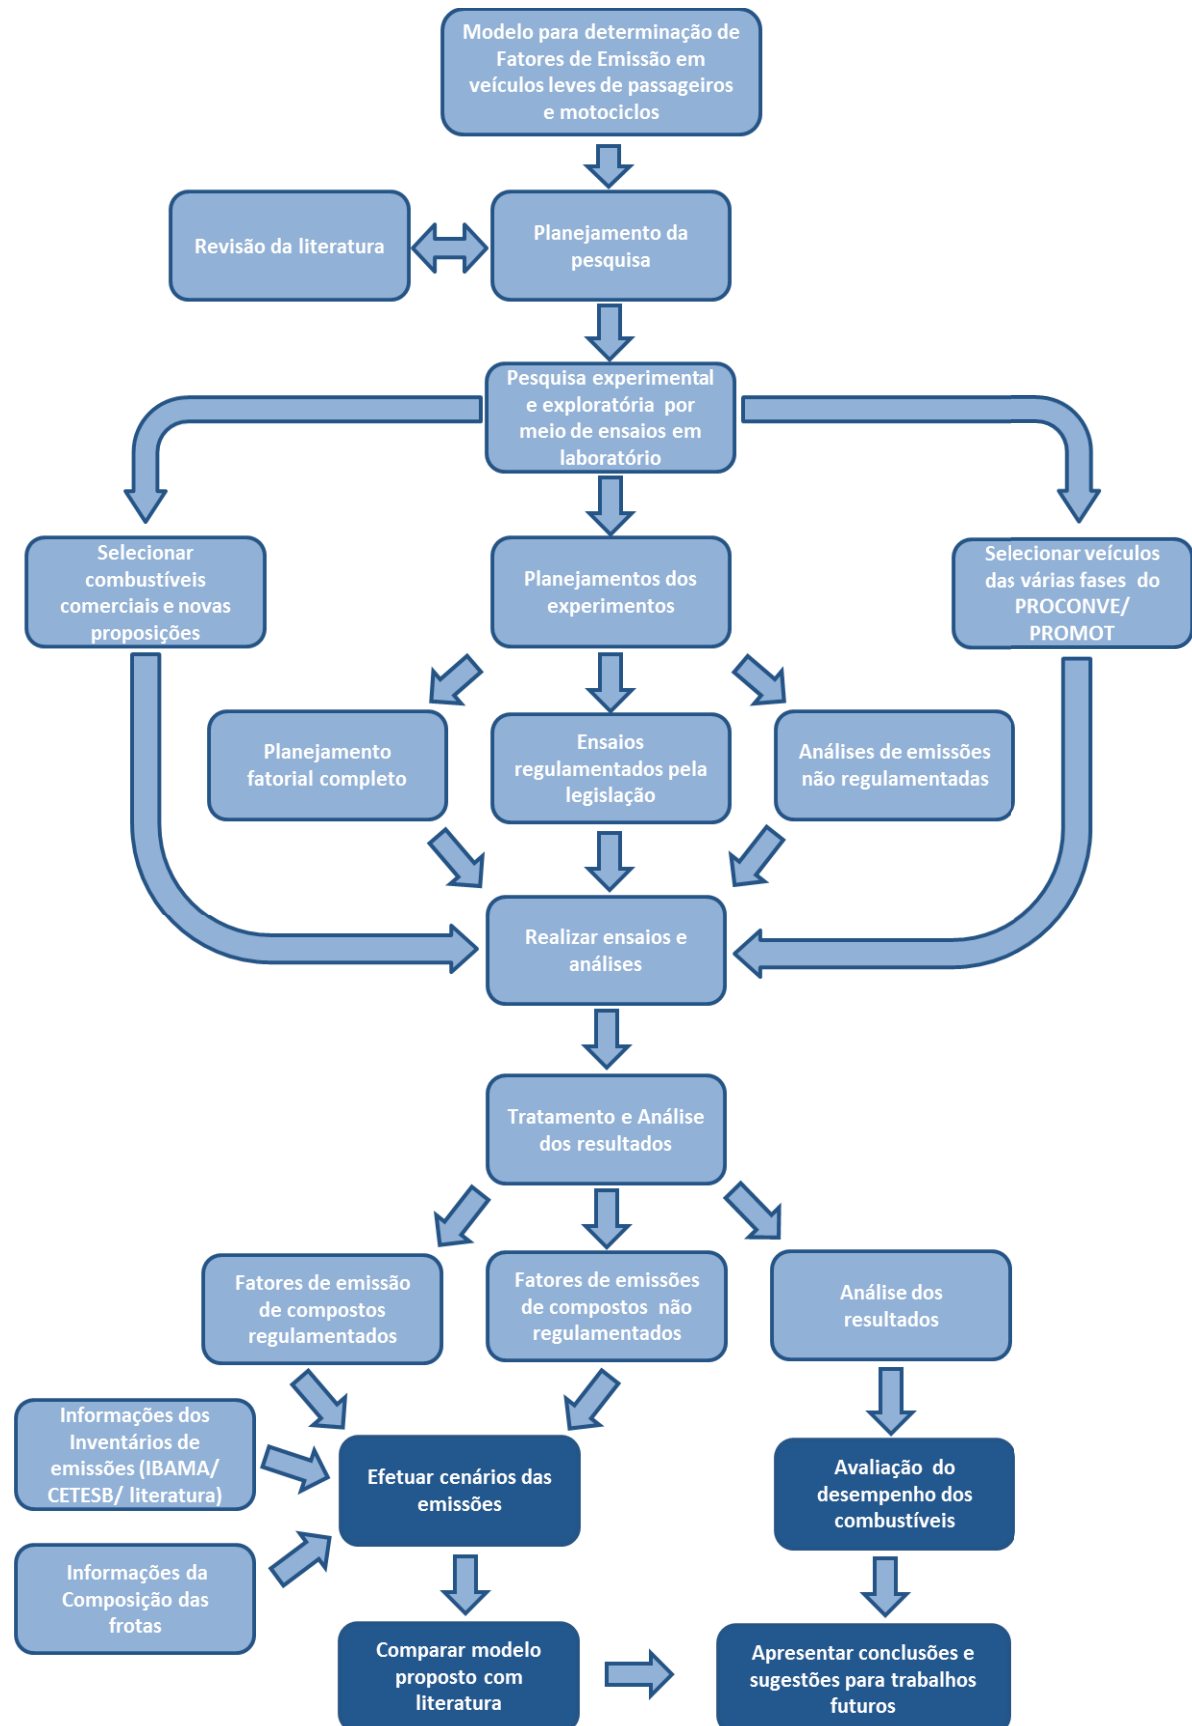 Modelo para determinação de
Fatores de Emissão em
veículos leves de passageiros
e motociclos
Revisão da literatura
Planejamento da
pesquisa
Pesquisa experimental
e exploratória por
meio de ensaios em
laboratório
Selecionar
combustíveis
comerciais e novas
proposições
Planejamentos dos
experimentos
Selecionar veículos
das várias fases do
PROCONVE/
PROMOT
Planejamento
fatorial completo
Ensaios
regulamentados pela
legislação
Análises de emissões
não regulamentadas
Realizar ensaios e
análises
Tratamento e Análise
dos resultados
Fatores de emissão
de compostos
regulamentados
Fatores de emissões
de compostos não
regulamentados
Análise dos
resultados
Informações dos
Inventários de
emissões (IBAMA/
CETESB/ literatura)
Efetuar cenários das
emissões
Avaliação do
desempenho dos
combustíveis
Informações da
Composição das
frotas
Comparar modelo
proposto com
literatura
Apresentar conclusões e
sugestões para trabalhos
futuros